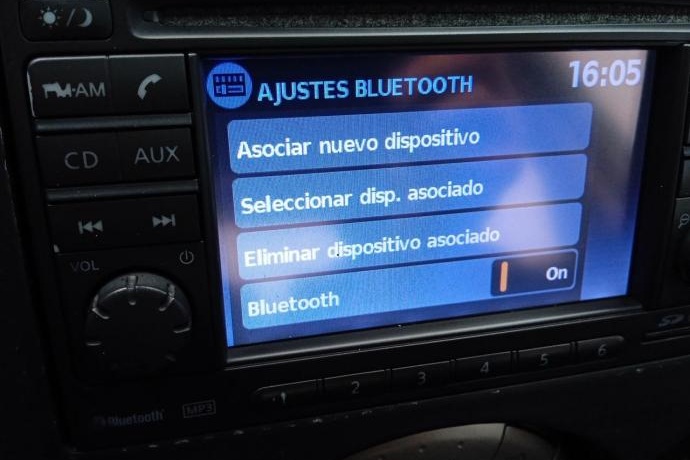 AJUSTES BLUETOOTH
16:05
FM·AM
Asociar nuevo dispositivo
CD
AUX
Seleccionar disp. asociado
Eliminar dispositivo asociado
VOL
Bluetooth
On
1
2
3
4
5
6
Bluetooth
MP3